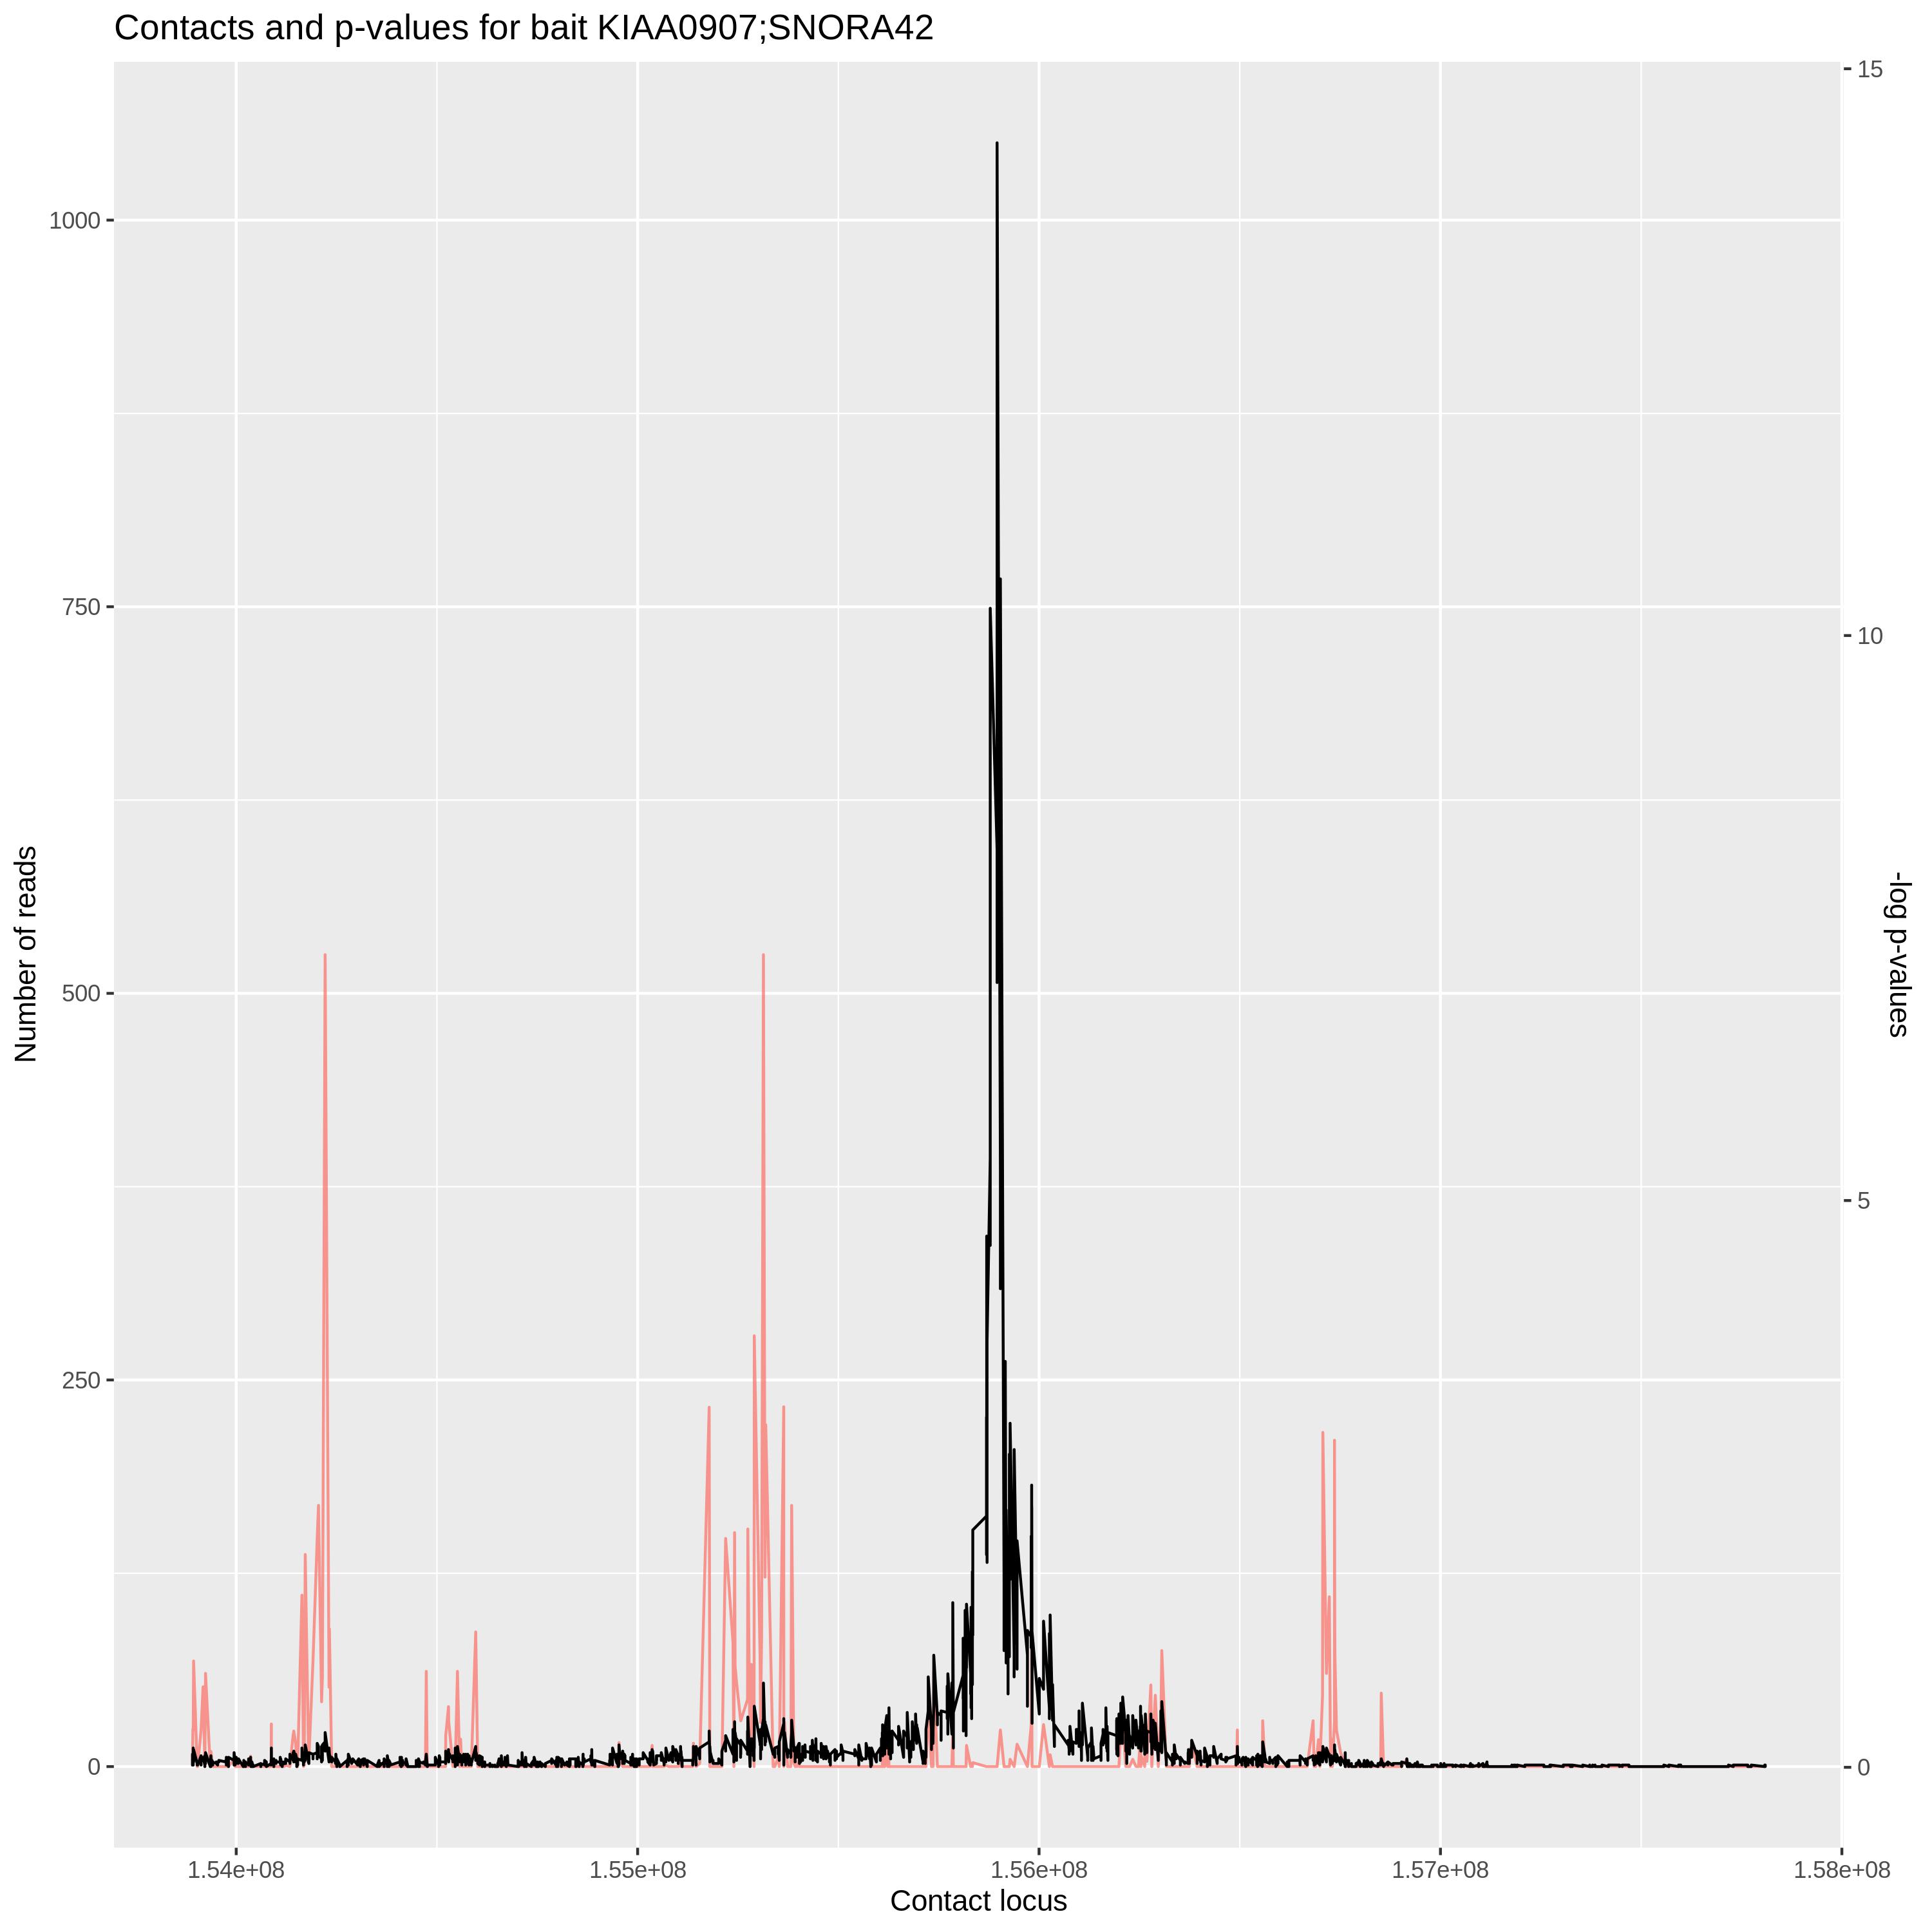 Contacts and p-values for bait KIAA0907;SNORA42
15
1000
750
10
Number of reads
-log p-values
500
5
250
0
0
1.54e+08
1.55e+08
1.56e+08
1.57e+08
1.58e+08
Contact locus